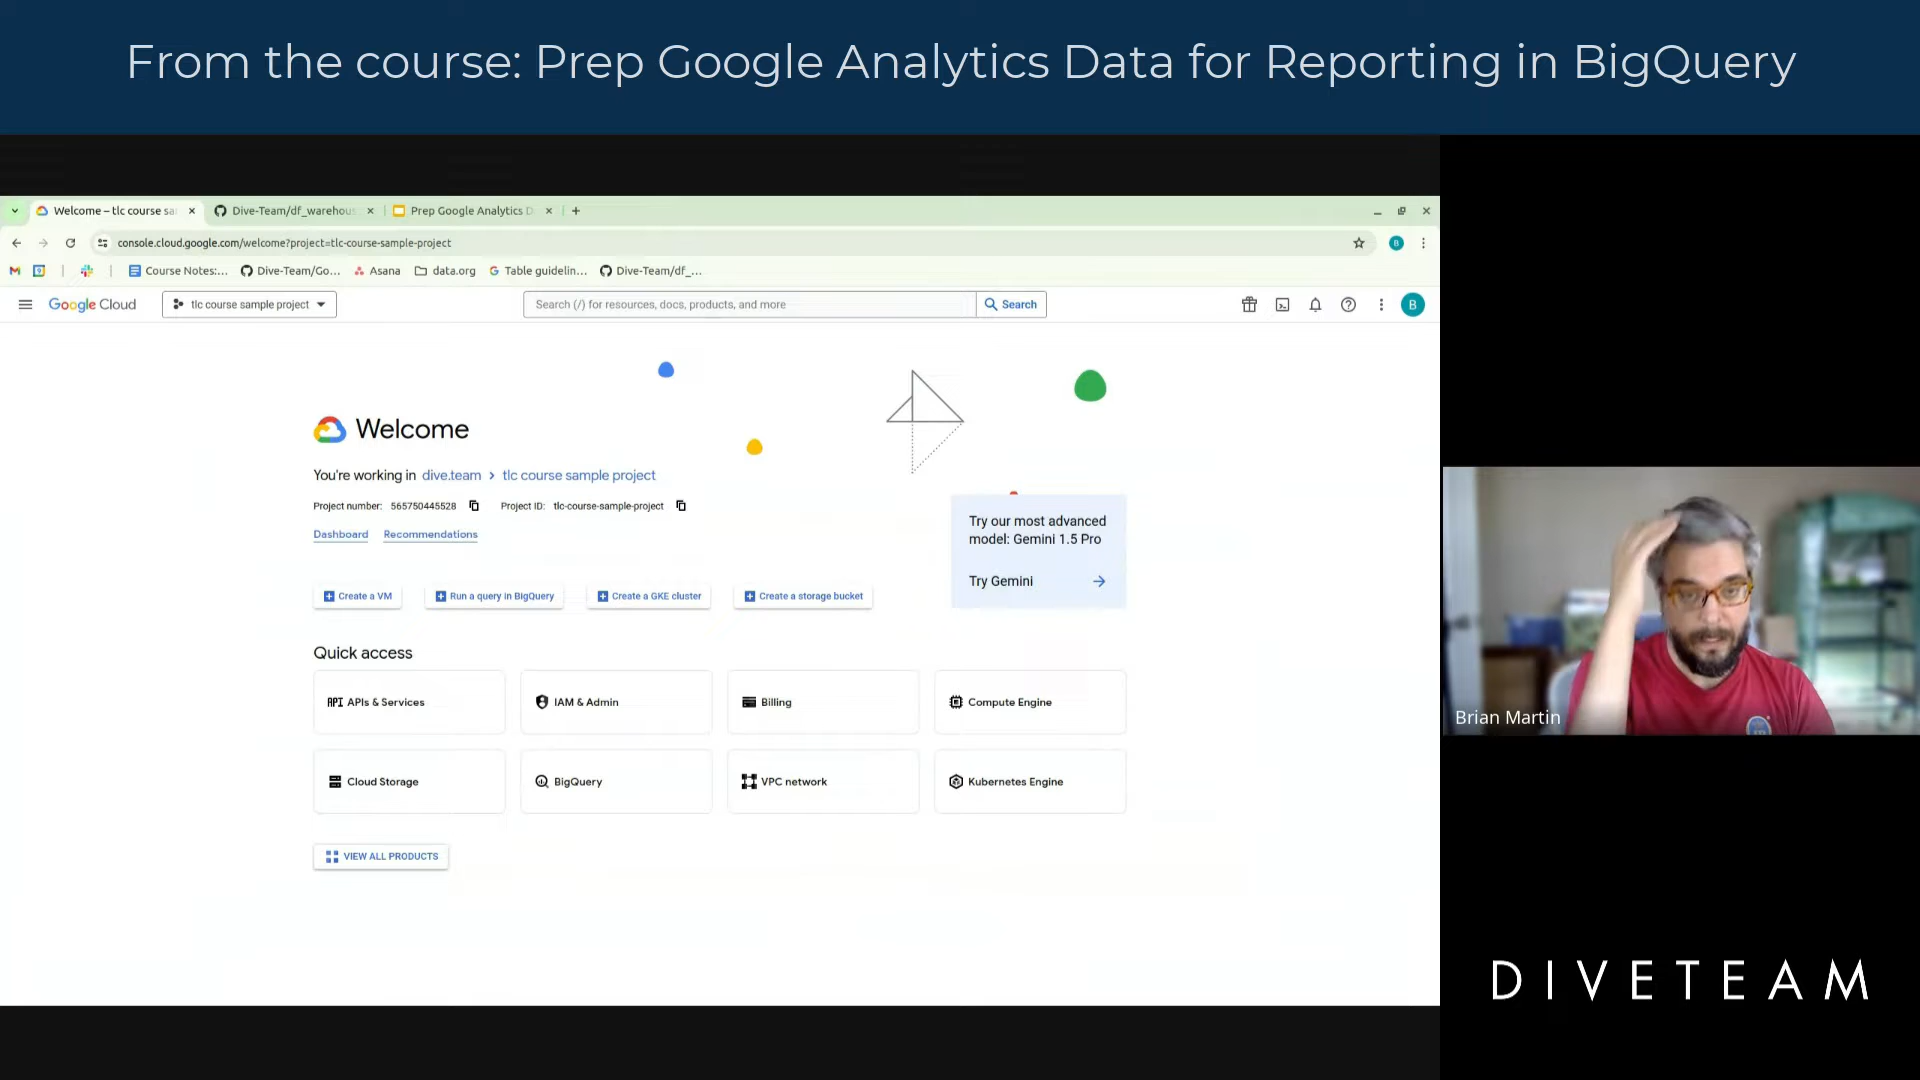 From the course: Prep Google Analytics Data for Reporting in BigQuery
Welcome – tlc course sa
Dive-Team/df_warehous
Prep Google Analytics D
console.cloud.google.com/welcome?project=tlc-course-sample-project
B
Course Notes:...
Dive-Team/Go...
Asana
data.org
Table guidelin...
Dive-Team/df_...
Google Cloud
tlc course sample project
Search (/) for resources, docs, products, and more
Search
B
Welcome
You're working in dive.team > tlc course sample project
Project number: 565750445528 Project ID: tlc-course-sample-project
Dashboard Recommendations
Try our most advanced
model: Gemini 1.5 Pro
Try Gemini
Create a VM
Run a query in BigQuery
Create a GKE cluster
Create a storage bucket
Quick access
API APIs & Services
IAM & Admin
Billing
Compute Engine
Cloud Storage
BigQuery
VPC network
Kubernetes Engine
VIEW ALL PRODUCTS
Brian Martin
DIVETEAM